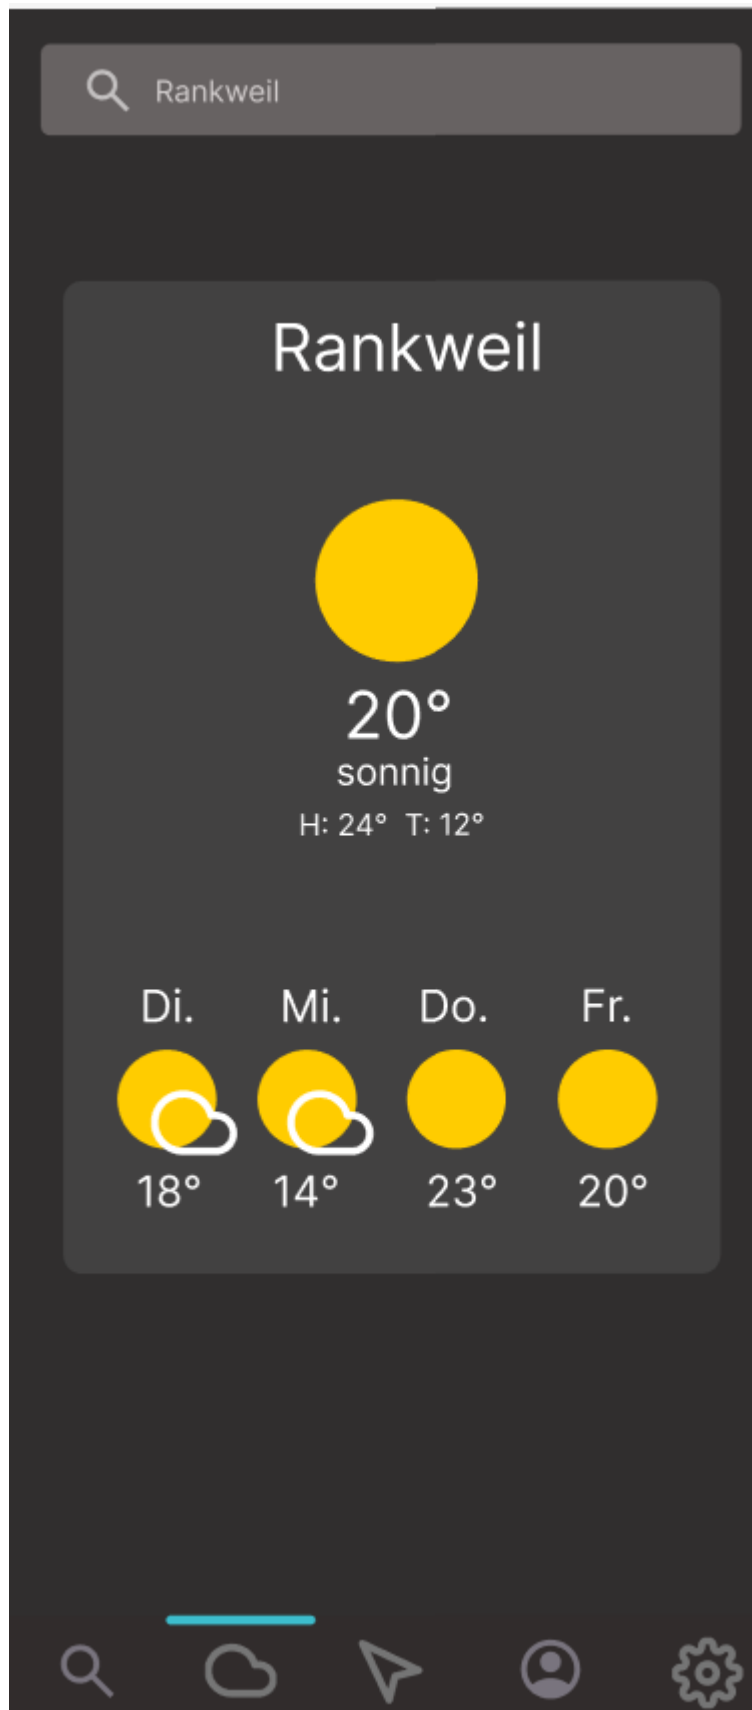 Rankweil
Rankweil
20°
sonnig
H: 24° T: 12°
Di. Mi. Do. Fr.
18° 14° 23° 20°